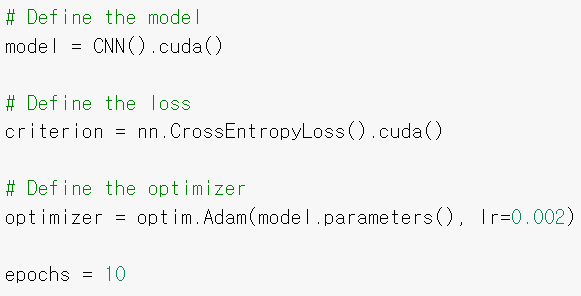 # Define the model
model = CNN().cuda()
# Define the loss
criterion = nn.CrossEntropyLoss().cuda()
# Define the optimizer
optimizer = optim.Adam(model.parameters(), lr=0.002)
epochs = 10